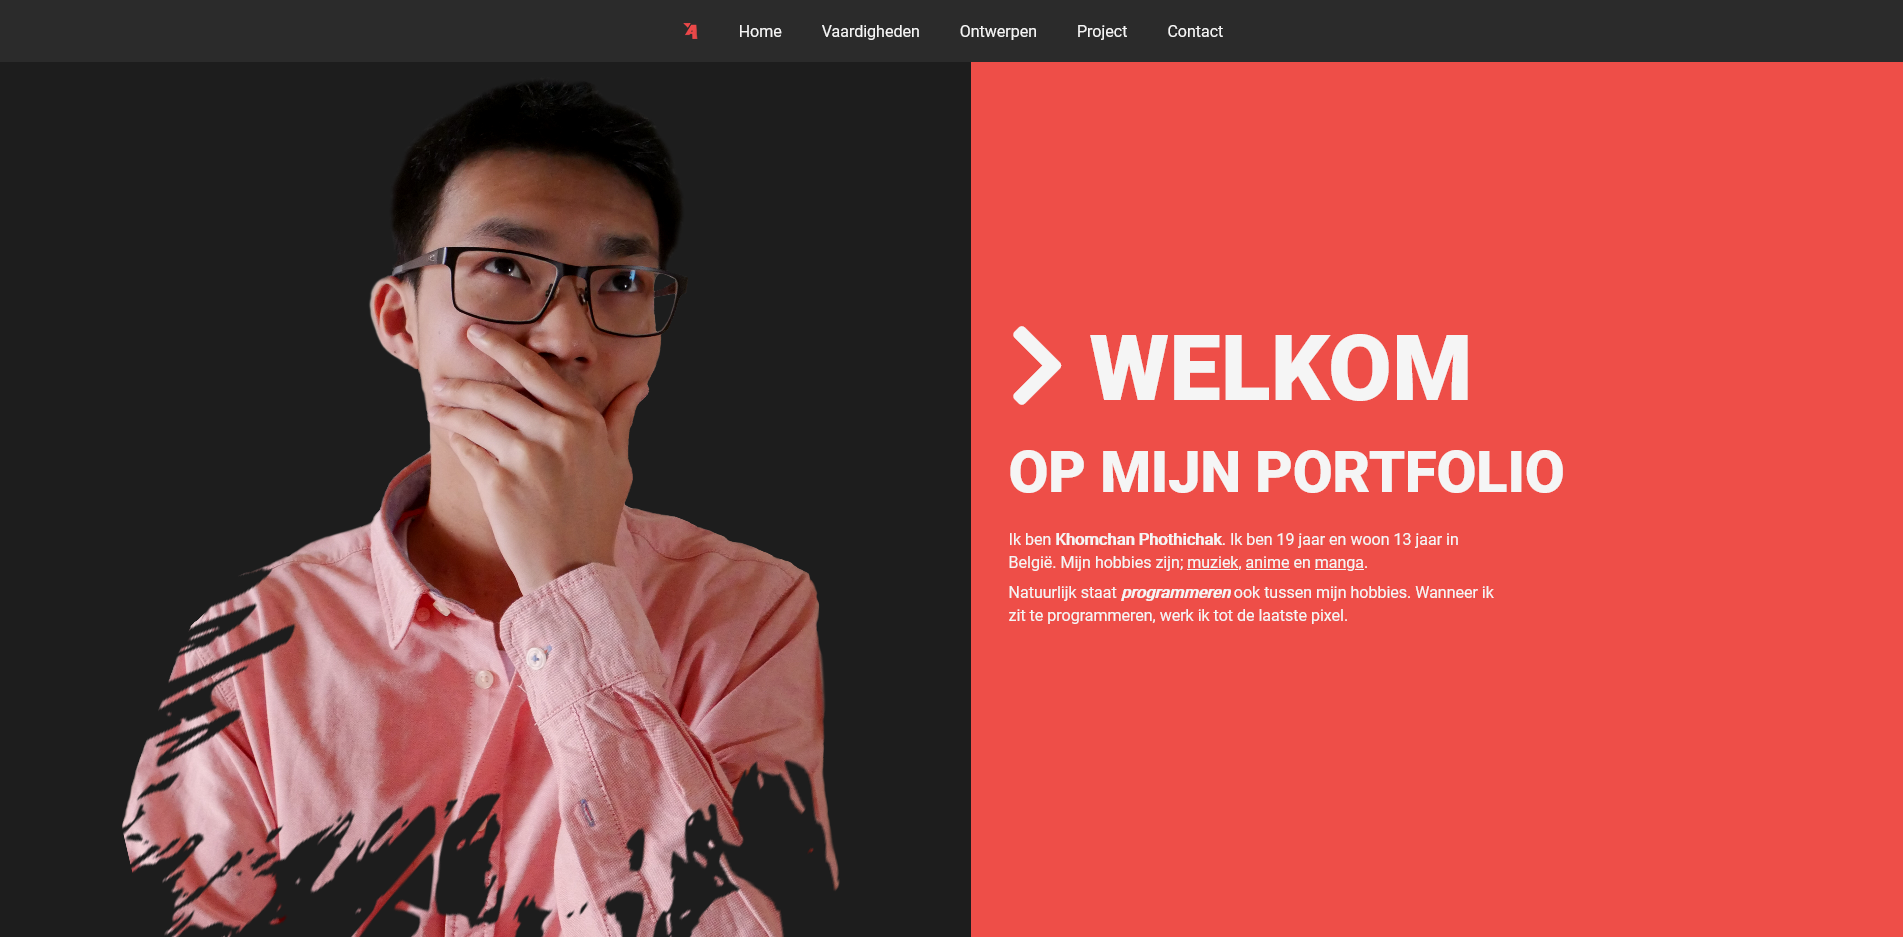 Home Vaardigheden Ontwerpen Project Contact
WELKOM
OP MIJN PORTFOLIO
Ik ben Khomchan Phothichak. Ik ben 19 jaar en woon 13 jaar in
België. Mijn hobbies zijn; muziek, anime en manga.
Natuurlijk staat programmeren ook tussen mijn hobbies. Wanneer ik
zit te programmeren, werk ik tot de laatste pixel.